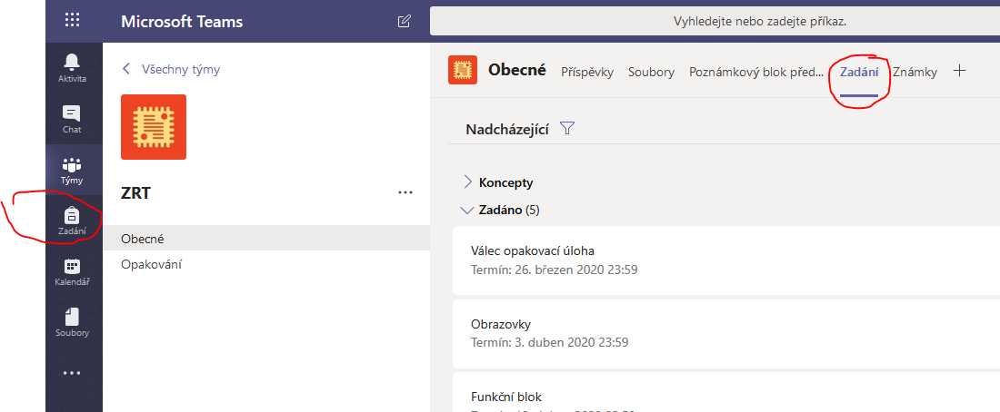 Microsoft Teams
Vyhledejte nebo zadejte příkaz.
Aktivita
Chat
Týmy
Zadání
Kalendář
Soubory
Všechny týmy
ZRT
Obecné
Opakování
Obecné Příspěvky Soubory Poznámkový blok před... Zadání Známky
Nadcházející
Koncepty
Zadáno (5)
Válec opakovací úloha
Termín: 26. březen 2020 23:59
Obrazovky
Termín: 3. duben 2020 23:59
Funkční blok